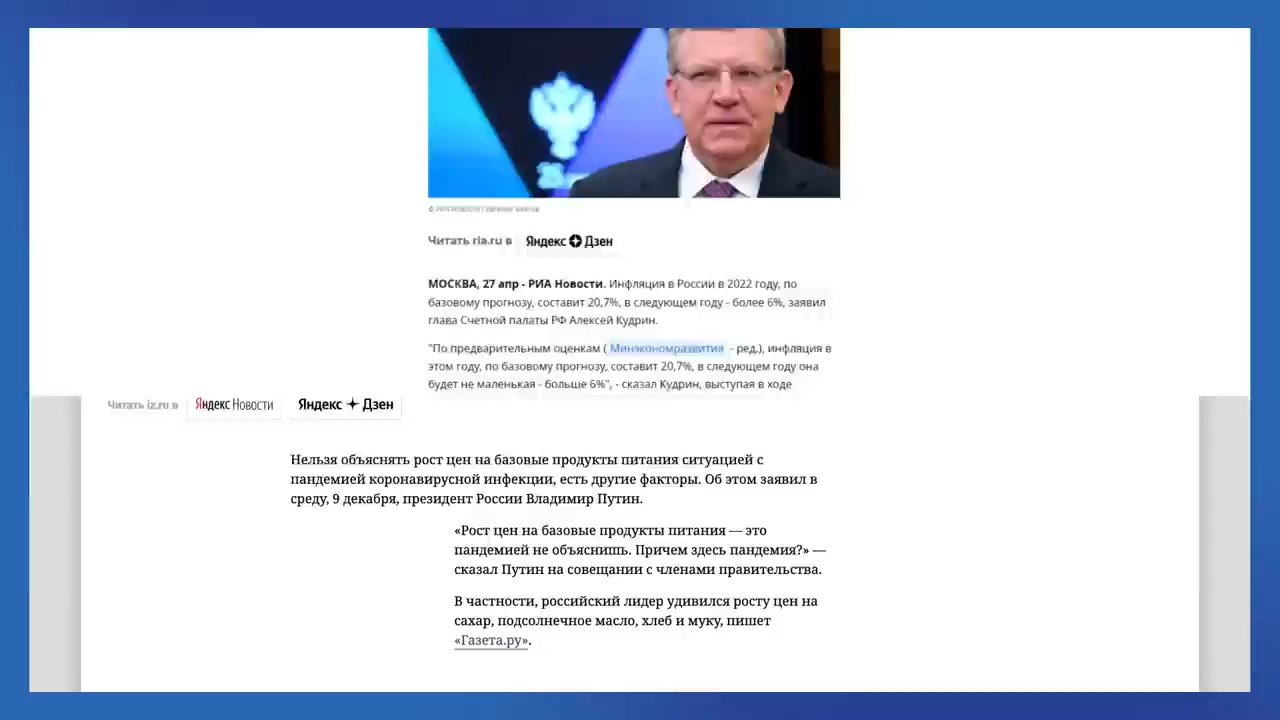 Читать ria.ru в Яндекс Дзен
МОСКВА, 27 апр - РИА Новости. Инфляция в России в 2022 году, по
базовому прогнозу, составит 20,7%, в следующем году - более 6%, заявил
глава Счетной палаты РФ Алексей Кудрин.
"По предварительным оценкам ( Минэкономразвития - ред.), инфляция в
этом году, по базовому прогнозу, составит 20,7%, в следующем году она
будет не маленькая - больше 6%", - сказал Кудрин, выступая в ходе
Читать iz.ru в Яндекс Новости Яндекс Дзен
Нельзя объяснять рост цен на базовые продукты питания ситуацией с
пандемией коронавирусной инфекции, есть другие факторы. Об этом заявил в
среду, 9 декабря, президент России Владимир Путин.
«Рост цен на базовые продукты питания — это
пандемией не объяснишь. Причем здесь пандемия?» —
сказал Путин на совещании с членами правительства.
В частности, российский лидер удивился росту цен на
сахар, подсолнечное масло, хлеб и муку, пишет
«Газета.ру».